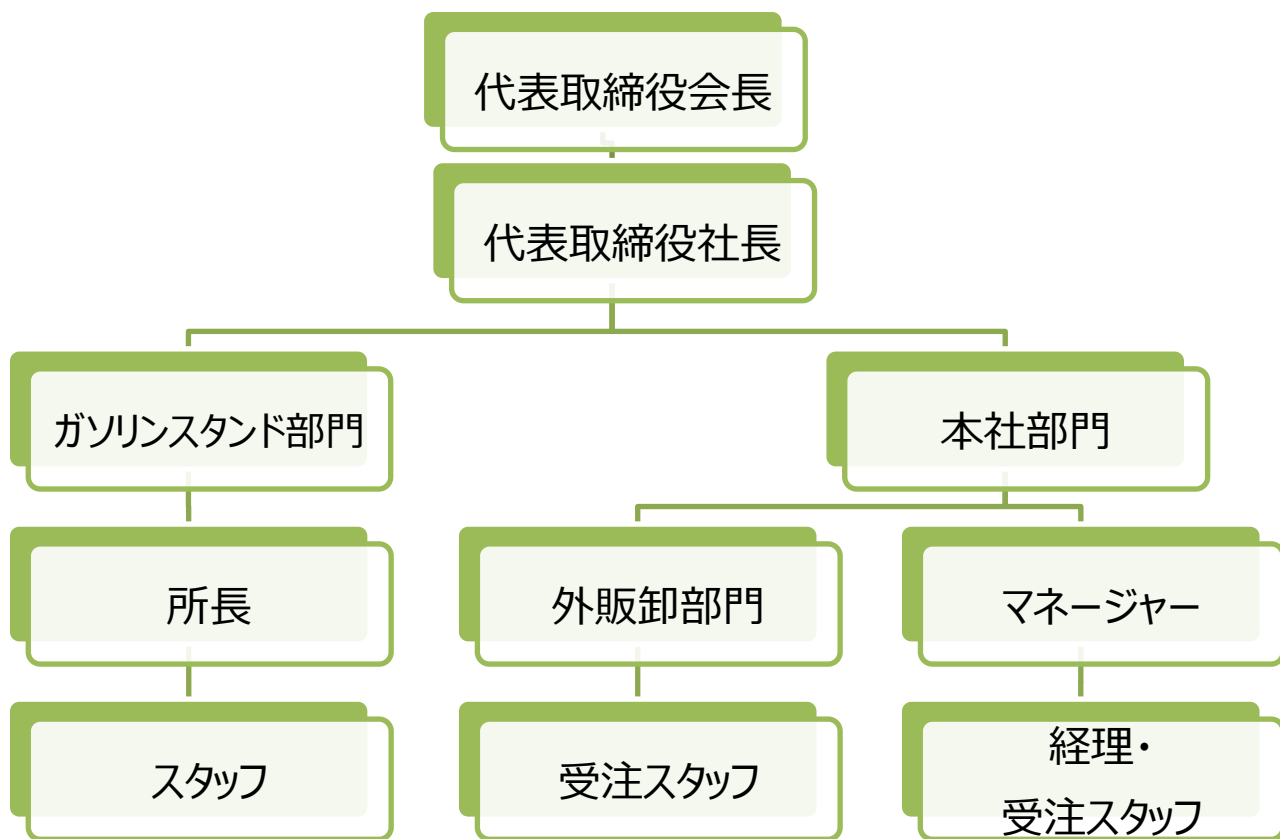 代表取締役会長
代表取締役社長
ガソリンスタンド部門
本社部門
所長
外販卸部門
マネージャー
スタッフ
受注スタッフ
経理・
受注スタッフ